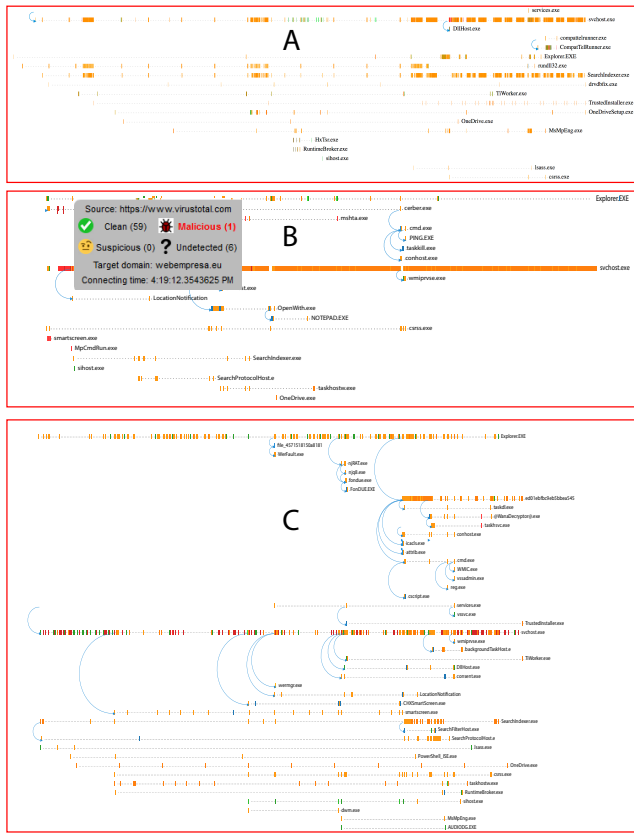 services.exe
svchost.exe
DllHost.exe
A
compattelrunner.exe
CompatTelRunner.exe
Explorer.EXE
rundll32.exe
SearchIndexer.exe
drvdbfix.exe
TiWorker.exe
TrustedInstaller.exe
OneDriveSetup.exe
OneDrive.exe
MsMpEng.exe
HxTsr.exe
RuntimeBroker.exe
sihost.exe
lsass.exe
csrss.exe
Explorer.EXE
Source: https://www.virustotal.com
cerber.exe
Clean (59) Malicious (1)
mshta.exe
B
cmd.exe
PING.EXE
Suspicious (0) ? Undetected (6)
taskkill.exe
conhost.exe
Target domain: webempresa.eu
svchost.exe
Connecting time: 4:19:12.3543625 PM
wmiprvse.exe
LocationNotification
OpenWith.exe
NOTEPAD.EXE
csrss.exe
smartscreen.exe
MpCmdRun.exe
SearchIndexer.exe
sihost.exe
SearchProtocolHost.e
taskhostw.exe
OneDrive.exe
Explorer.EXE
WerFault.exe
njRAT.exe
njq8.exe
fondue.exe
FonDUE.EXE
ed01ebfbc9eb5bbea545
C
taskdl.exe
@WanaDecryptor@.exe
taskhsvc.exe
conhost.exe
icacls.exe
attrib.exe
cmd.exe
WMIC.exe
vssadmin.exe
reg.exe
cscript.exe
services.exe
vssvc.exe
TrustedInstaller.exe
svchost.exe
wmiprvse.exe
backgroundTaskHost.e
TiWorker.exe
DllHost.exe
consent.exe
wermgr.exe
LocationNotification
CHXSmartScreen.exe
smartscreen.exe
SearchIndexer.exe
SearchFilterHost.exe
SearchProtocolHost.e
lsass.exe
PowerShell_ISE.exe
OneDrive.exe
csrss.exe
taskhostw.exe
RuntimeBroker.exe
sihost.exe
dwm.exe
MsMpEng.exe
AUDIODG.EXE